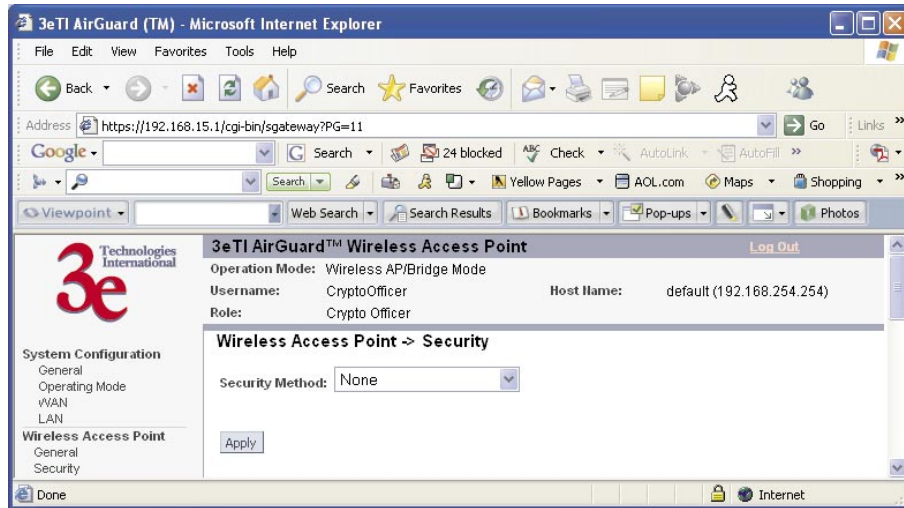 3eTI AirGuard (TM) - Microsoft Internet Explorer
File Edit View Favorites Tools Help
Back Search Favorites
Address https://192.168.15.1/cgi-bin/sgateway?PG=11 Go Links »
Google Search 24 blocked ABC Check AutoLink AutoFill »
Search Yellow Pages AOL.com Maps Shopping »
Viewpoint Web Search Search Results Bookmarks Pop-ups Photos
3e Technologies International
3eTI AirGuard™ Wireless Access Point Log Out
Operation Mode: Wireless AP/Bridge Mode
Username: CryptoOfficer Host Name: default (192.168.254.254)
Role: Crypto Officer
Wireless Access Point -> Security
Security Method: None
Apply
System Configuration
General
Operating Mode
WAN
LAN
Wireless Access Point
General
Security
Done Internet